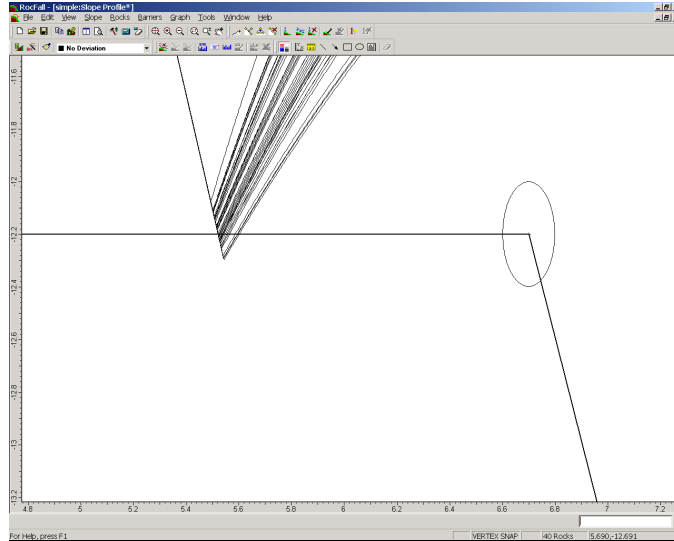 RocFall - [simple:Slope Profile*]
File Edit View Slope Rocks Barriers Graph Tools Window Help
No Deviation
-11.6
-11.8
-12
-12.2
-12.4
-12.6
-12.8
-13
-13.2
4.8 5 5.2 5.4 5.6 5.8 6 6.2 6.4 6.6 6.8 7 7.2
For Help, press F1 VERTEX SNAP 40 Rocks 5.690,-12.691